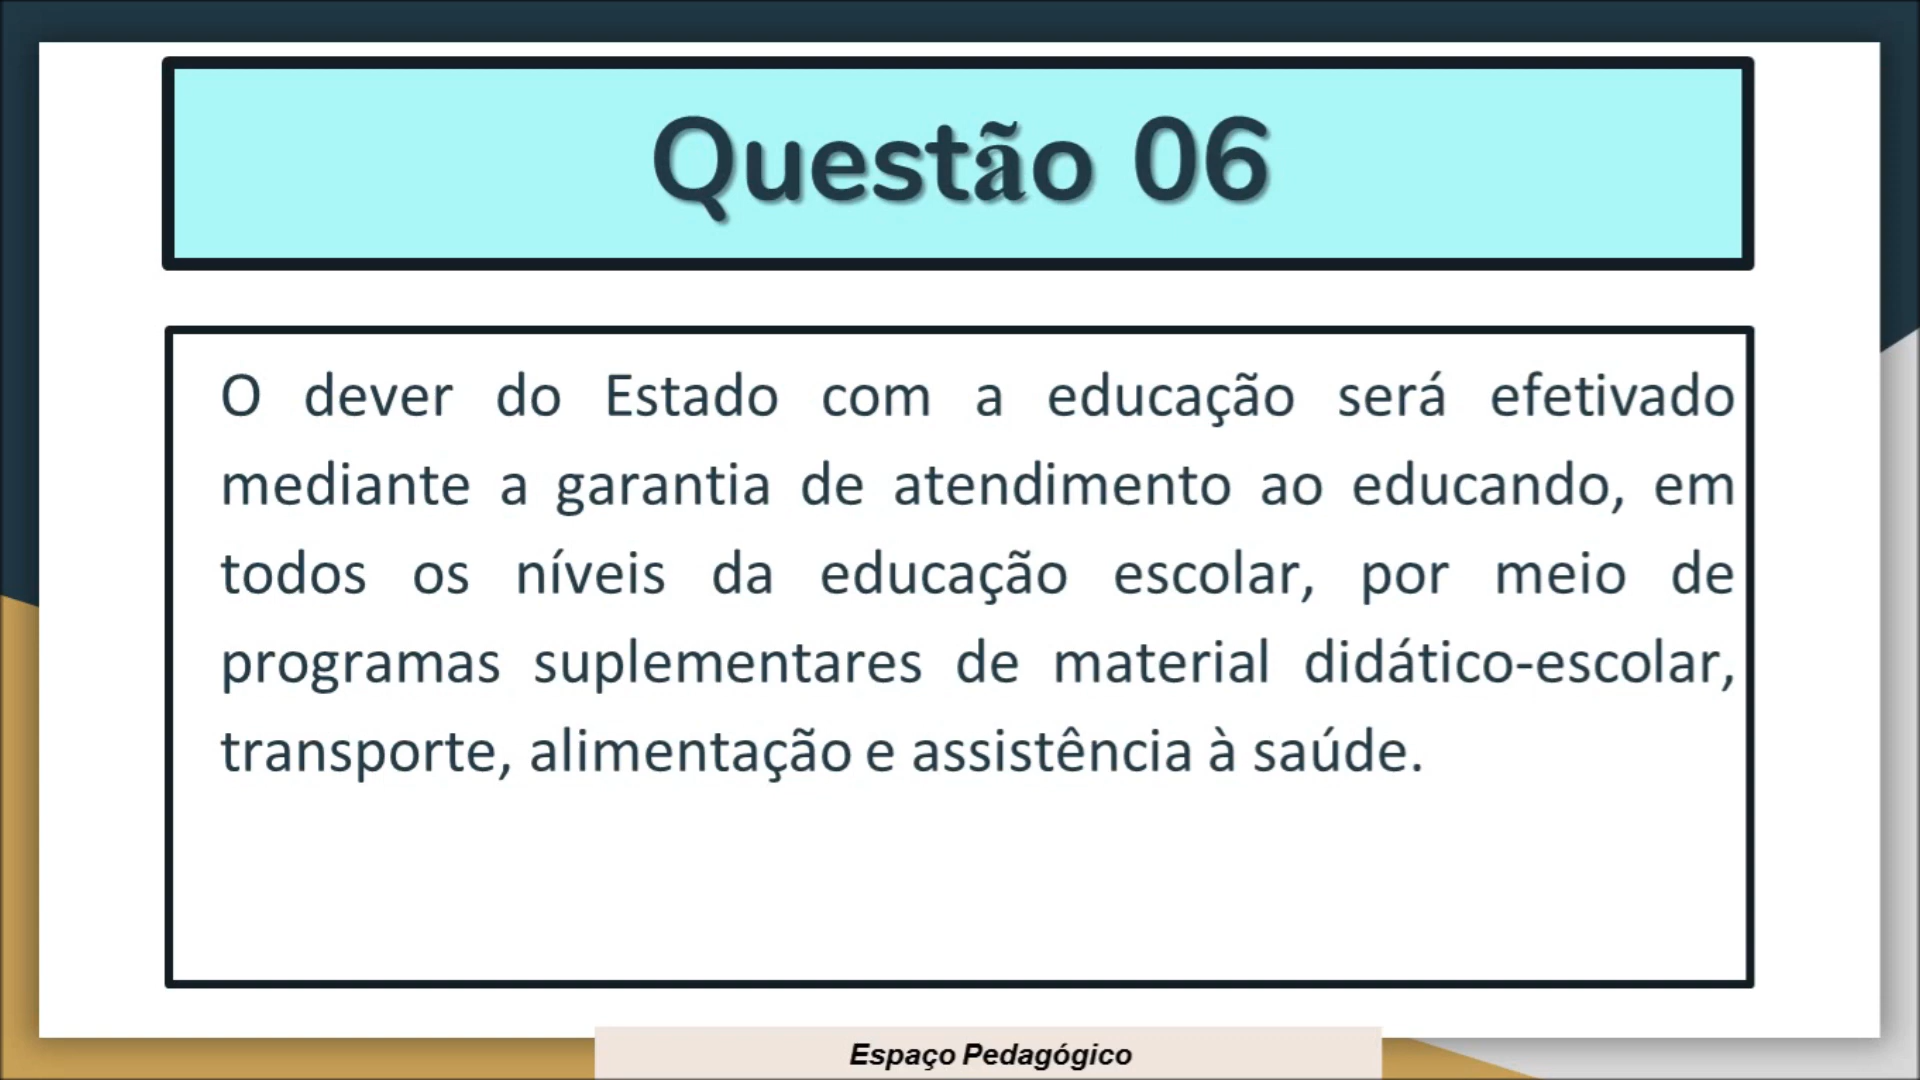 Questão 06
O dever do Estado com a educação será efetivado
mediante a garantia de atendimento ao educando, em
todos os níveis da educação escolar, por meio de
programas suplementares de material didático-escolar,
transporte, alimentação e assistência à saúde.
Espaço Pedagógico